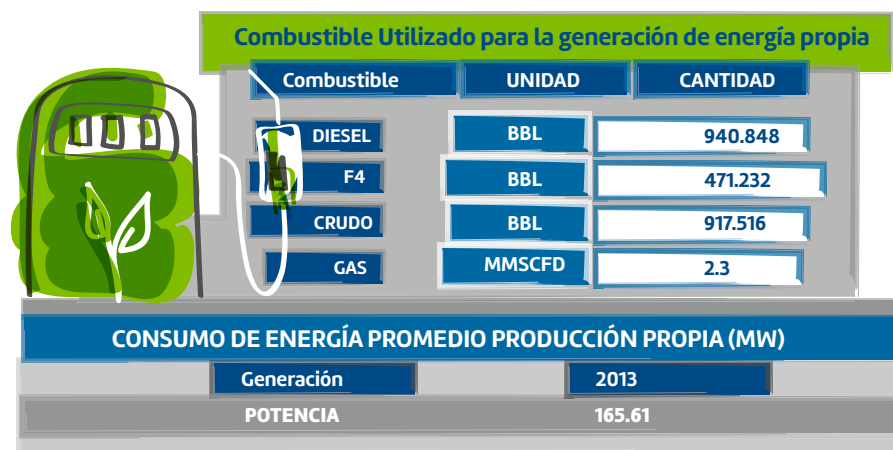 Combustible Utilizado para la generación de energía propia
Combustible UNIDAD CANTIDAD
DIESEL BBL 940.848
F4 BBL 471.232
CRUDO BBL 917.516
GAS MMSCFD 2.3
CONSUMO DE ENERGÍA PROMEDIO PRODUCCIÓN PROPIA (MW)
Generación 2013
POTENCIA 165.61